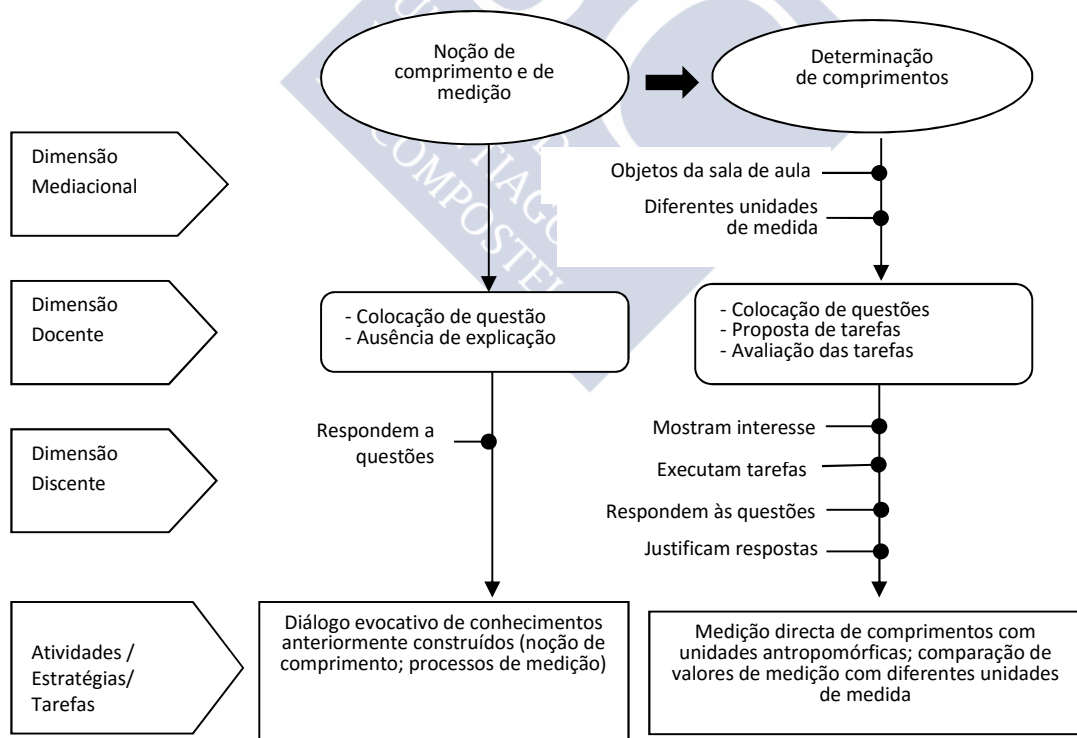 Noção de
comprimento e de
medição
Determinação
de comprimentos
Dimensão
Mediacional
Objetos da sala de aula
Diferentes unidades
de medida
Dimensão
Docente
- Colocação de questão
- Ausência de explicação
- Colocação de questões
- Proposta de tarefas
- Avaliação das tarefas
Dimensão
Discente
Respondem a
questões
Mostram interesse
Executam tarefas
Respondem às questões
Justificam respostas
Atividades /
Estratégias/
Tarefas
Diálogo evocativo de conhecimentos
anteriormente construídos (noção de
comprimento; processos de medição)
Medição directa de comprimentos com
unidades antropomórficas; comparação de
valores de medição com diferentes unidades
de medida